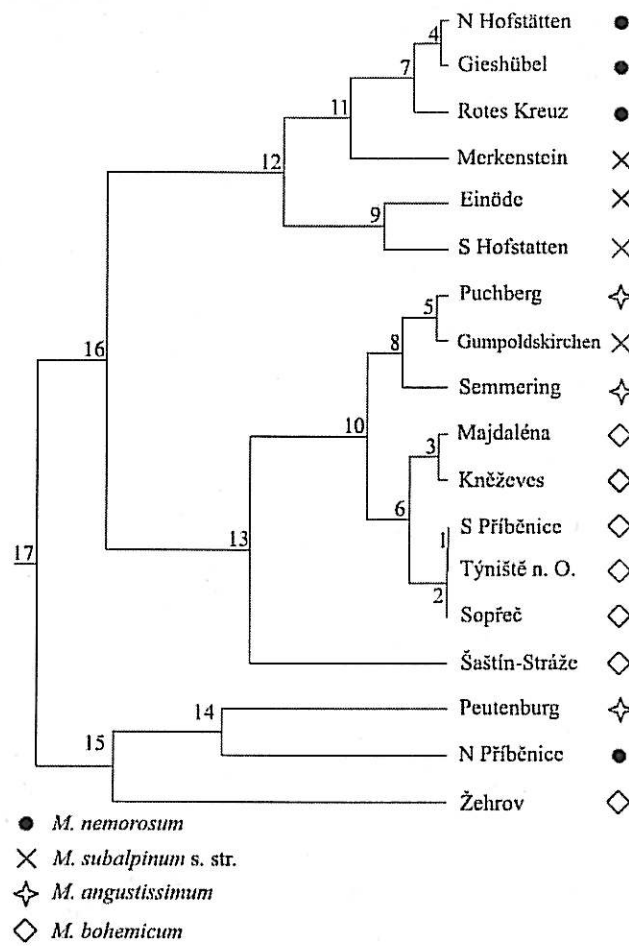 N Hofstätten
4
Gieshübel
7
Rotes Kreuz
11
Merkenstein
12
Einöde
9
S Hofstatten
Puchberg
5
16
Gumpoldskirchen
8
Semmering
10
Majdaléna
3
Kněževes
6
S Příběnice
17
13
1
Týniště n. O.
2
Sopřeč
Šaštín-Stráže
14
Peutenburg
15
N Příběnice
Žehrov
M. nemorosum
M. subalpinum s. str.
M. angustissimum
M. bohemicum